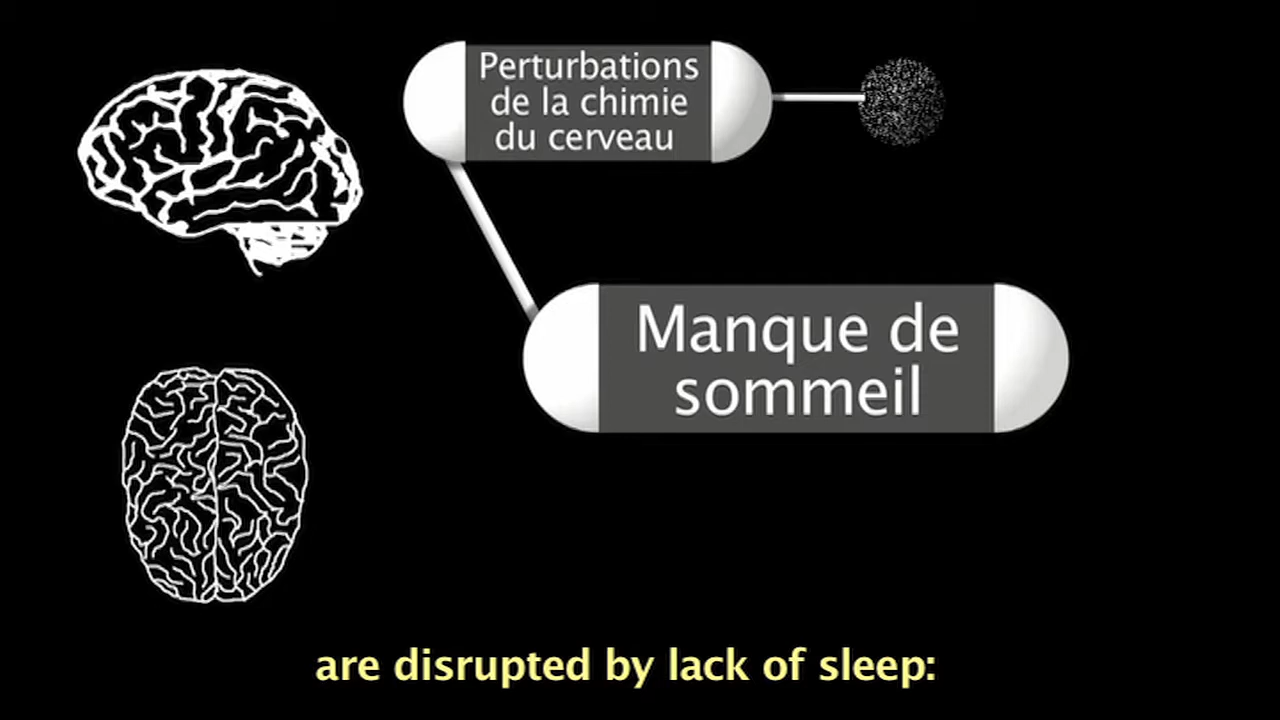 Perturbations
de la chimie
du cerveau
Manque de
sommeil
are disrupted by lack of sleep: